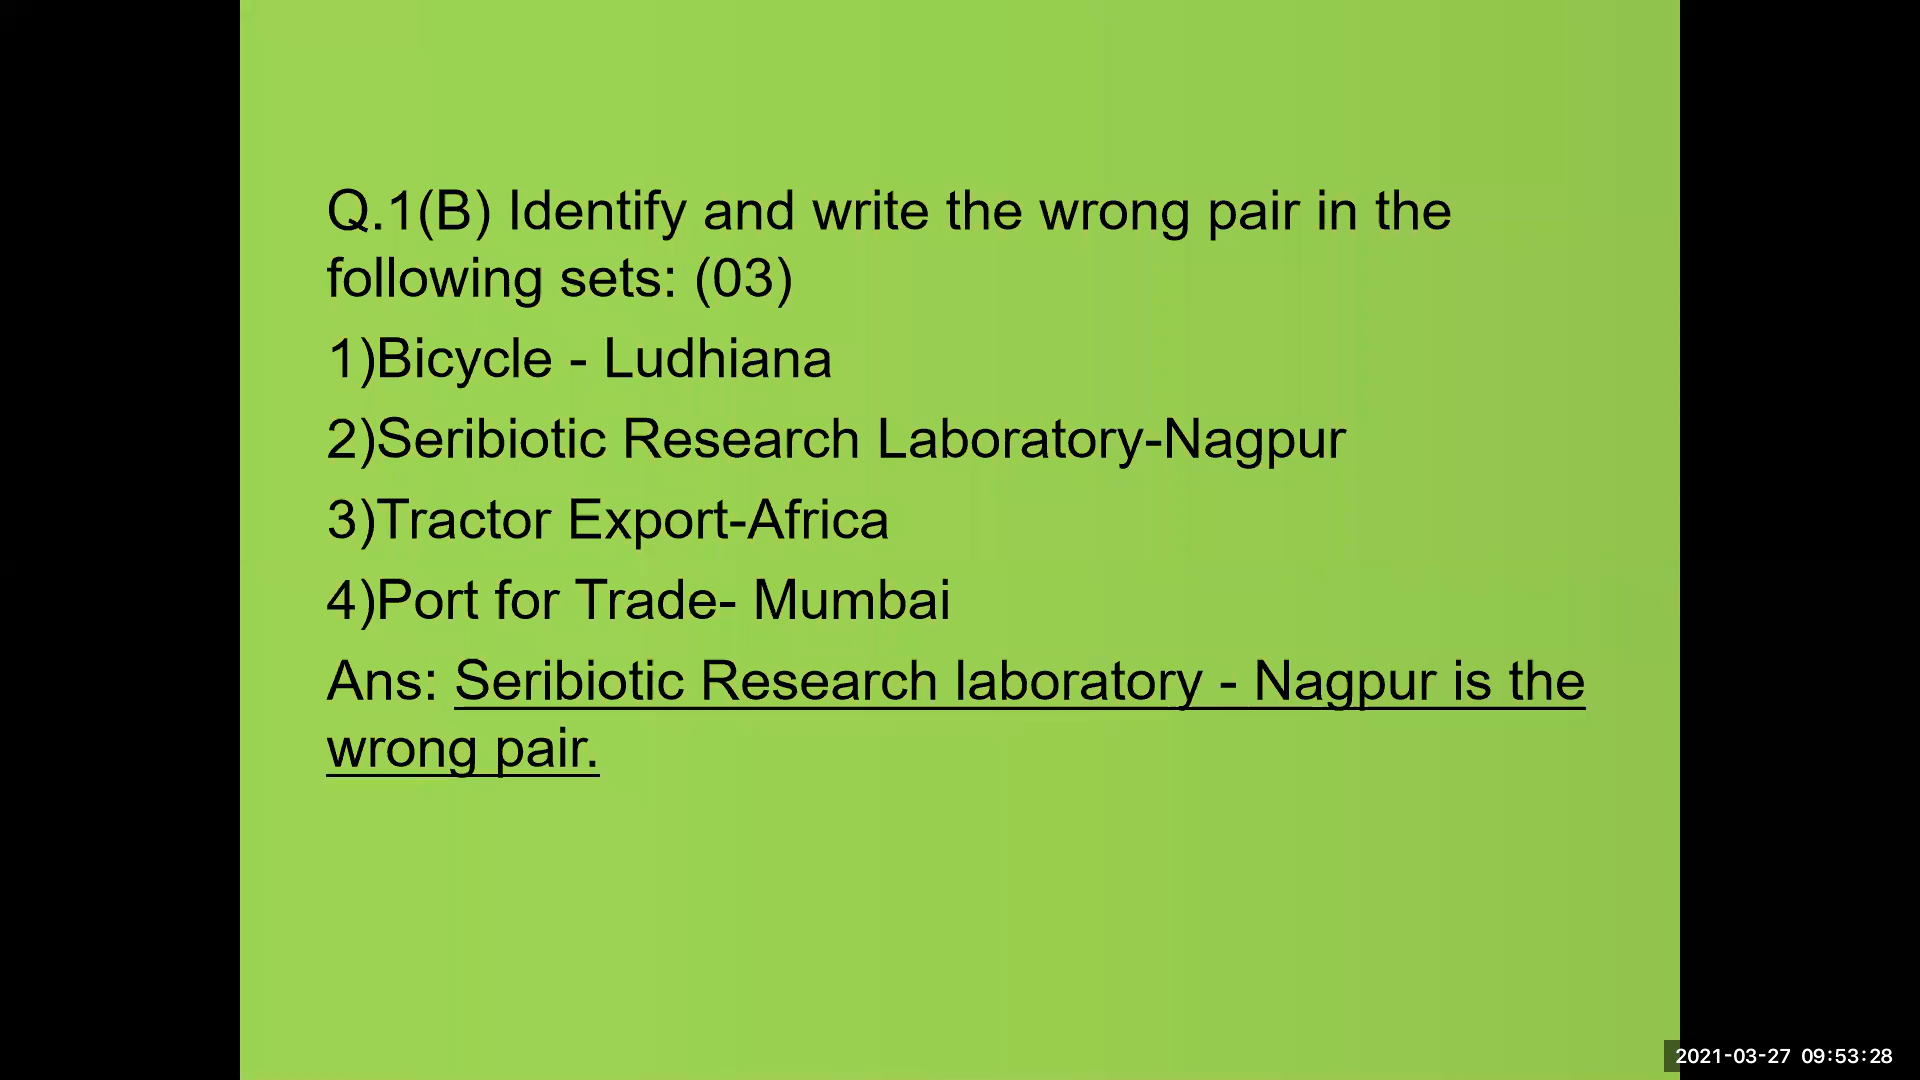 Q.1(B) Identify and write the wrong pair in the
following sets: (03)
1)Bicycle - Ludhiana
2)Seribiotic Research Laboratory-Nagpur
3)Tractor Export-Africa
4)Port for Trade- Mumbai
Ans: Seribiotic Research laboratory - Nagpur is the
wrong pair.
2021-03-27 09:53:28